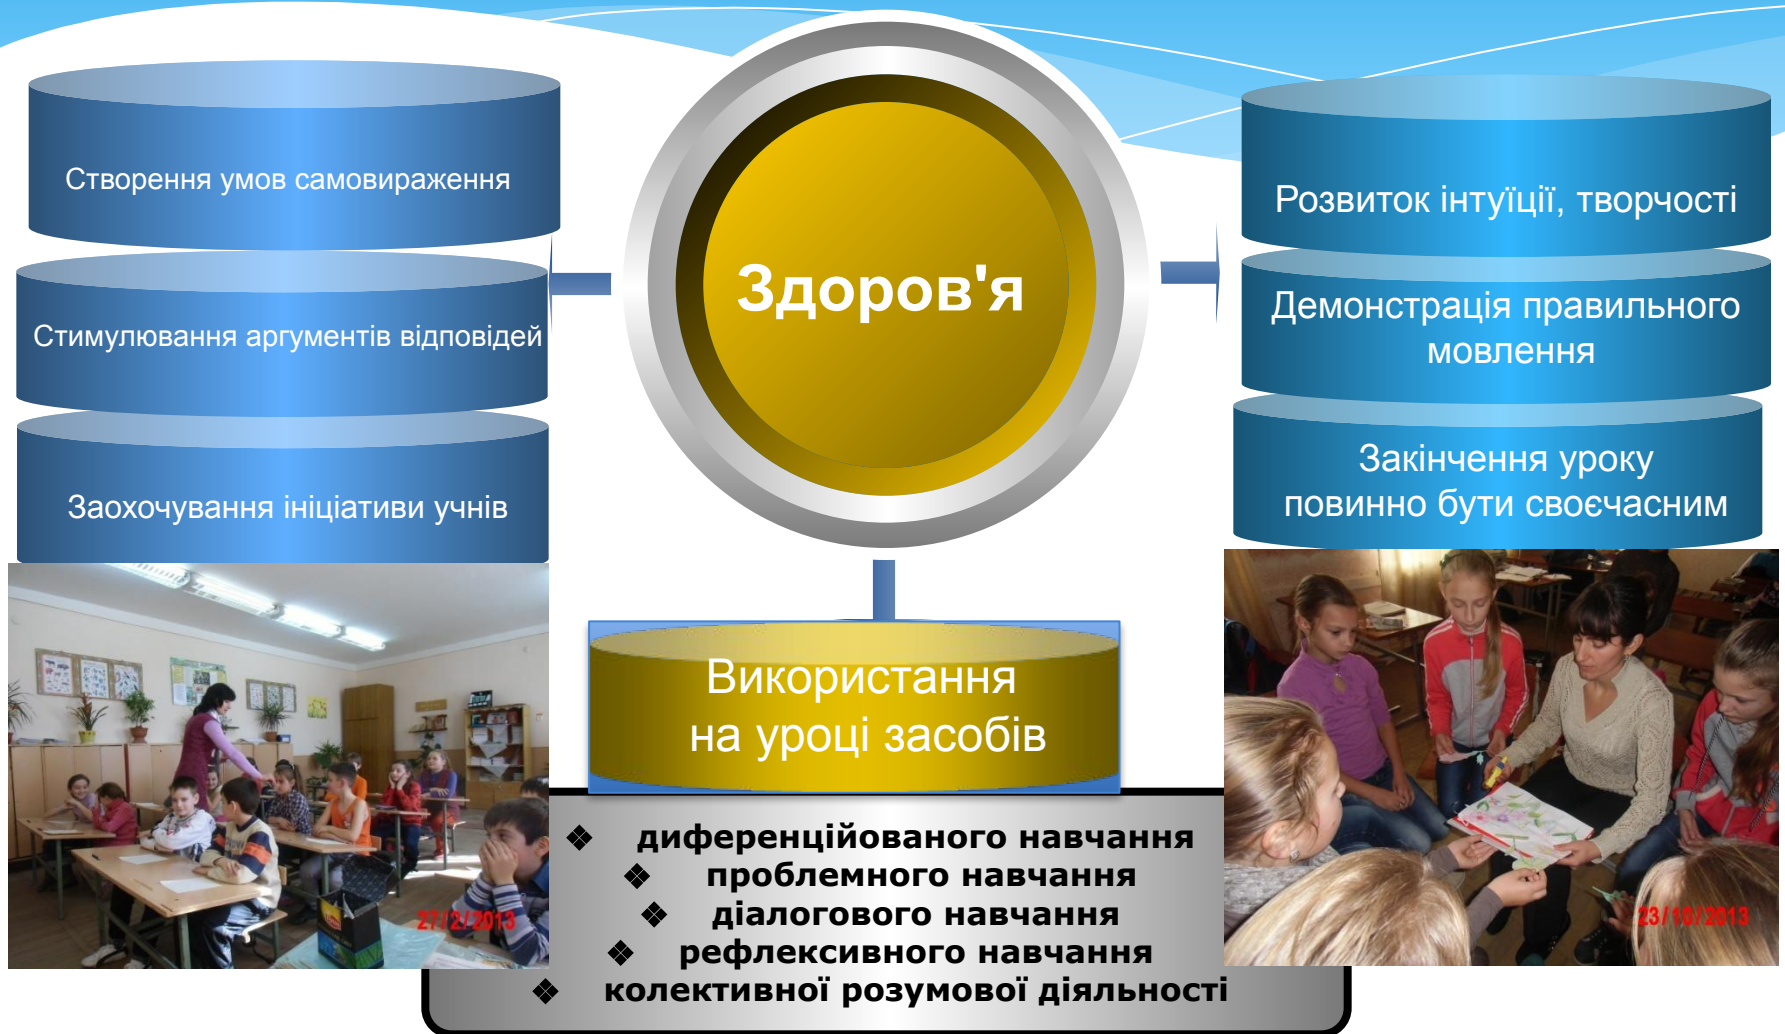 Створення умов самовираження
Стимулювання аргументів відповідей
Заохочування ініціативи учнів
Здоров'я
Розвиток інтуїції, творчості
Демонстрація правильного
мовлення
Закінчення уроку
повинно бути своєчасним
Використання
на уроці засобів
❖ диференційованого навчання
❖ проблемного навчання
❖ діалогового навчання
❖ рефлексивного навчання
❖ колективної розумової діяльності
27/2/2013
23/10/2013